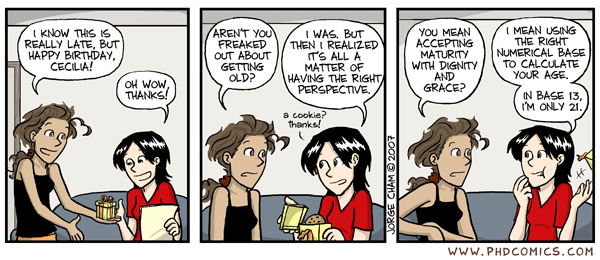 I KNOW THIS IS
REALLY LATE, BUT
HAPPY BIRTHDAY,
CECILIA!
OH WOW,
THANKS!
AREN'T YOU
FREAKED
OUT ABOUT
GETTING
OLD?
I WAS. BUT
THEN I REALIZED
IT'S ALL A
MATTER OF
HAVING THE RIGHT
PERSPECTIVE.
a cookie?
thanks!
JORGE CHAM © 2007
YOU MEAN
ACCEPTING
MATURITY
WITH DIGNITY
AND
GRACE?
I MEAN USING
THE RIGHT
NUMERICAL BASE
TO CALCULATE
YOUR AGE.
IN BASE 13,
I'M ONLY 21.
WWW.PHDCOMICS.COM